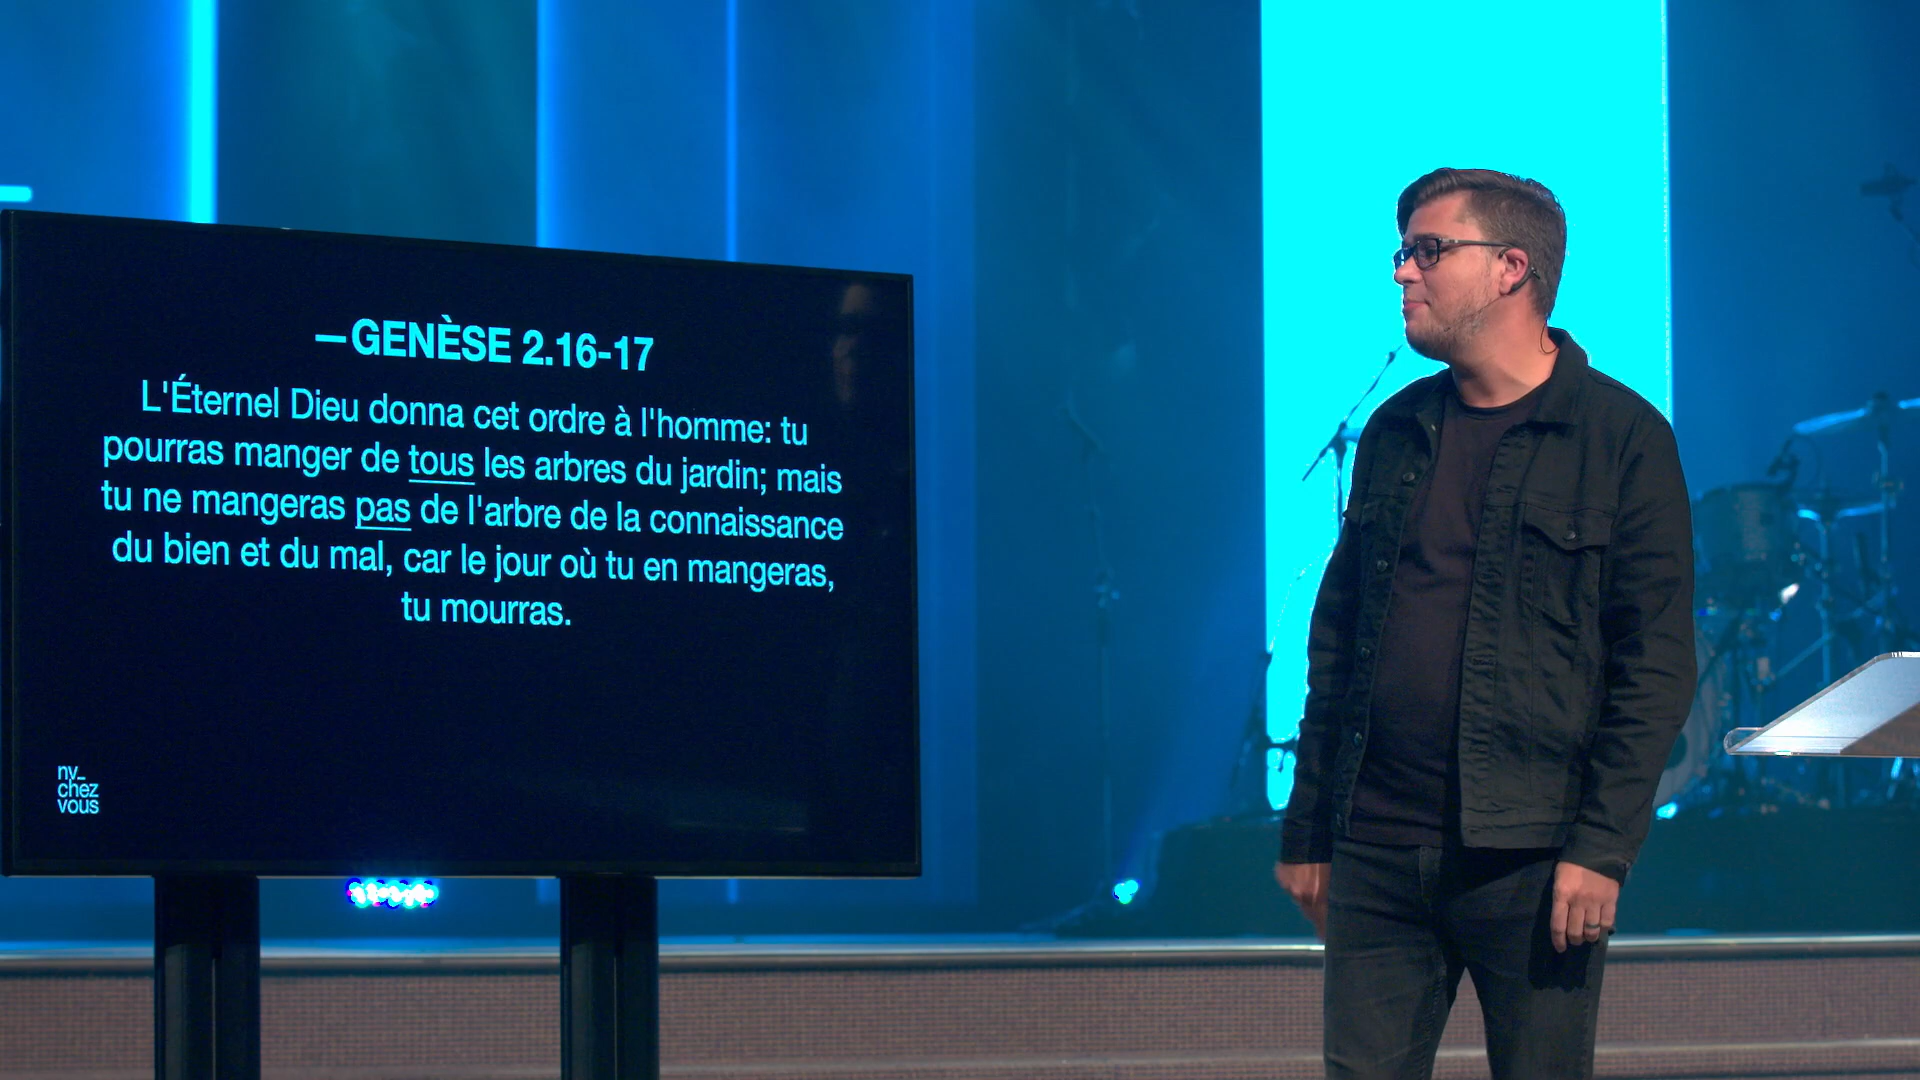 —GENÈSE 2.16-17
L'Éternel Dieu donna cet ordre à l'homme: tu
pourras manger de tous les arbres du jardin; mais
tu ne mangeras pas de l'arbre de la connaissance
du bien et du mal, car le jour où tu en mangeras,
tu mourras.
nv_
chez
vous